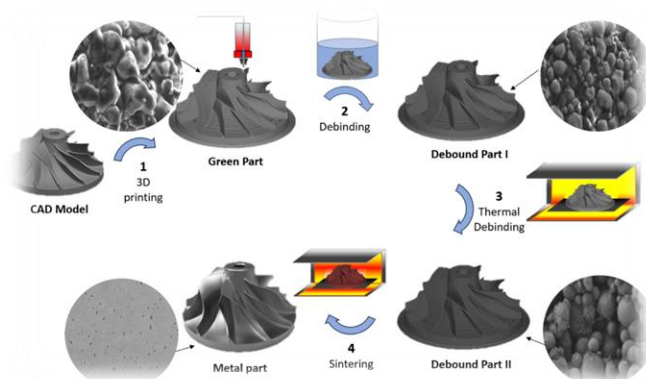 2
Debinding
Green Part
Debound Part I
1
3D
printing
CAD Model
3
Thermal
Debinding
4
Sintering
Metal part
Debound Part II